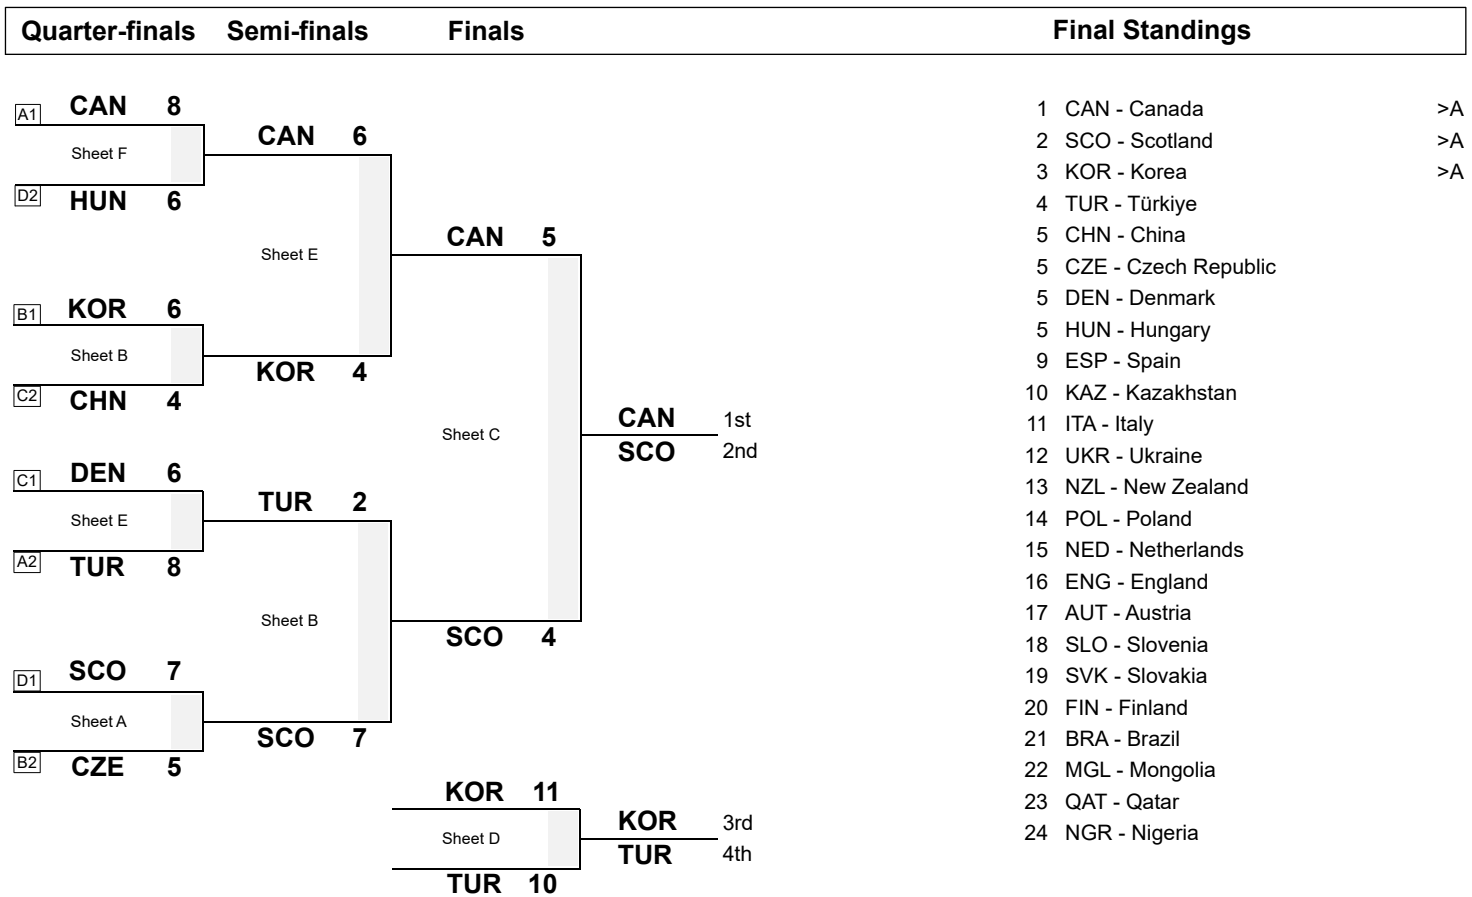 Quarter-finals Semi-finals Finals Final Standings
A1 CAN 8
Sheet F
D2 HUN 6
B1 KOR 6
Sheet B
C2 CHN 4
C1 DEN 6
Sheet E
A2 TUR 8
D1 SCO 7
Sheet A
B2 CZE 5
CAN 6
Sheet E
KOR 4
TUR 2
Sheet B
SCO 7
CAN 5
Sheet C
SCO 4
CAN 1st
SCO 2nd
KOR 11
Sheet D
TUR 10
KOR 3rd
TUR 4th
1 CAN - Canada >A
2 SCO - Scotland >A
3 KOR - Korea >A
4 TUR - Türkiye
5 CHN - China
5 CZE - Czech Republic
5 DEN - Denmark
5 HUN - Hungary
9 ESP - Spain
10 KAZ - Kazakhstan
11 ITA - Italy
12 UKR - Ukraine
13 NZL - New Zealand
14 POL - Poland
15 NED - Netherlands
16 ENG - England
17 AUT - Austria
18 SLO - Slovenia
19 SVK - Slovakia
20 FIN - Finland
21 BRA - Brazil
22 MGL - Mongolia
23 QAT - Qatar
24 NGR - Nigeria